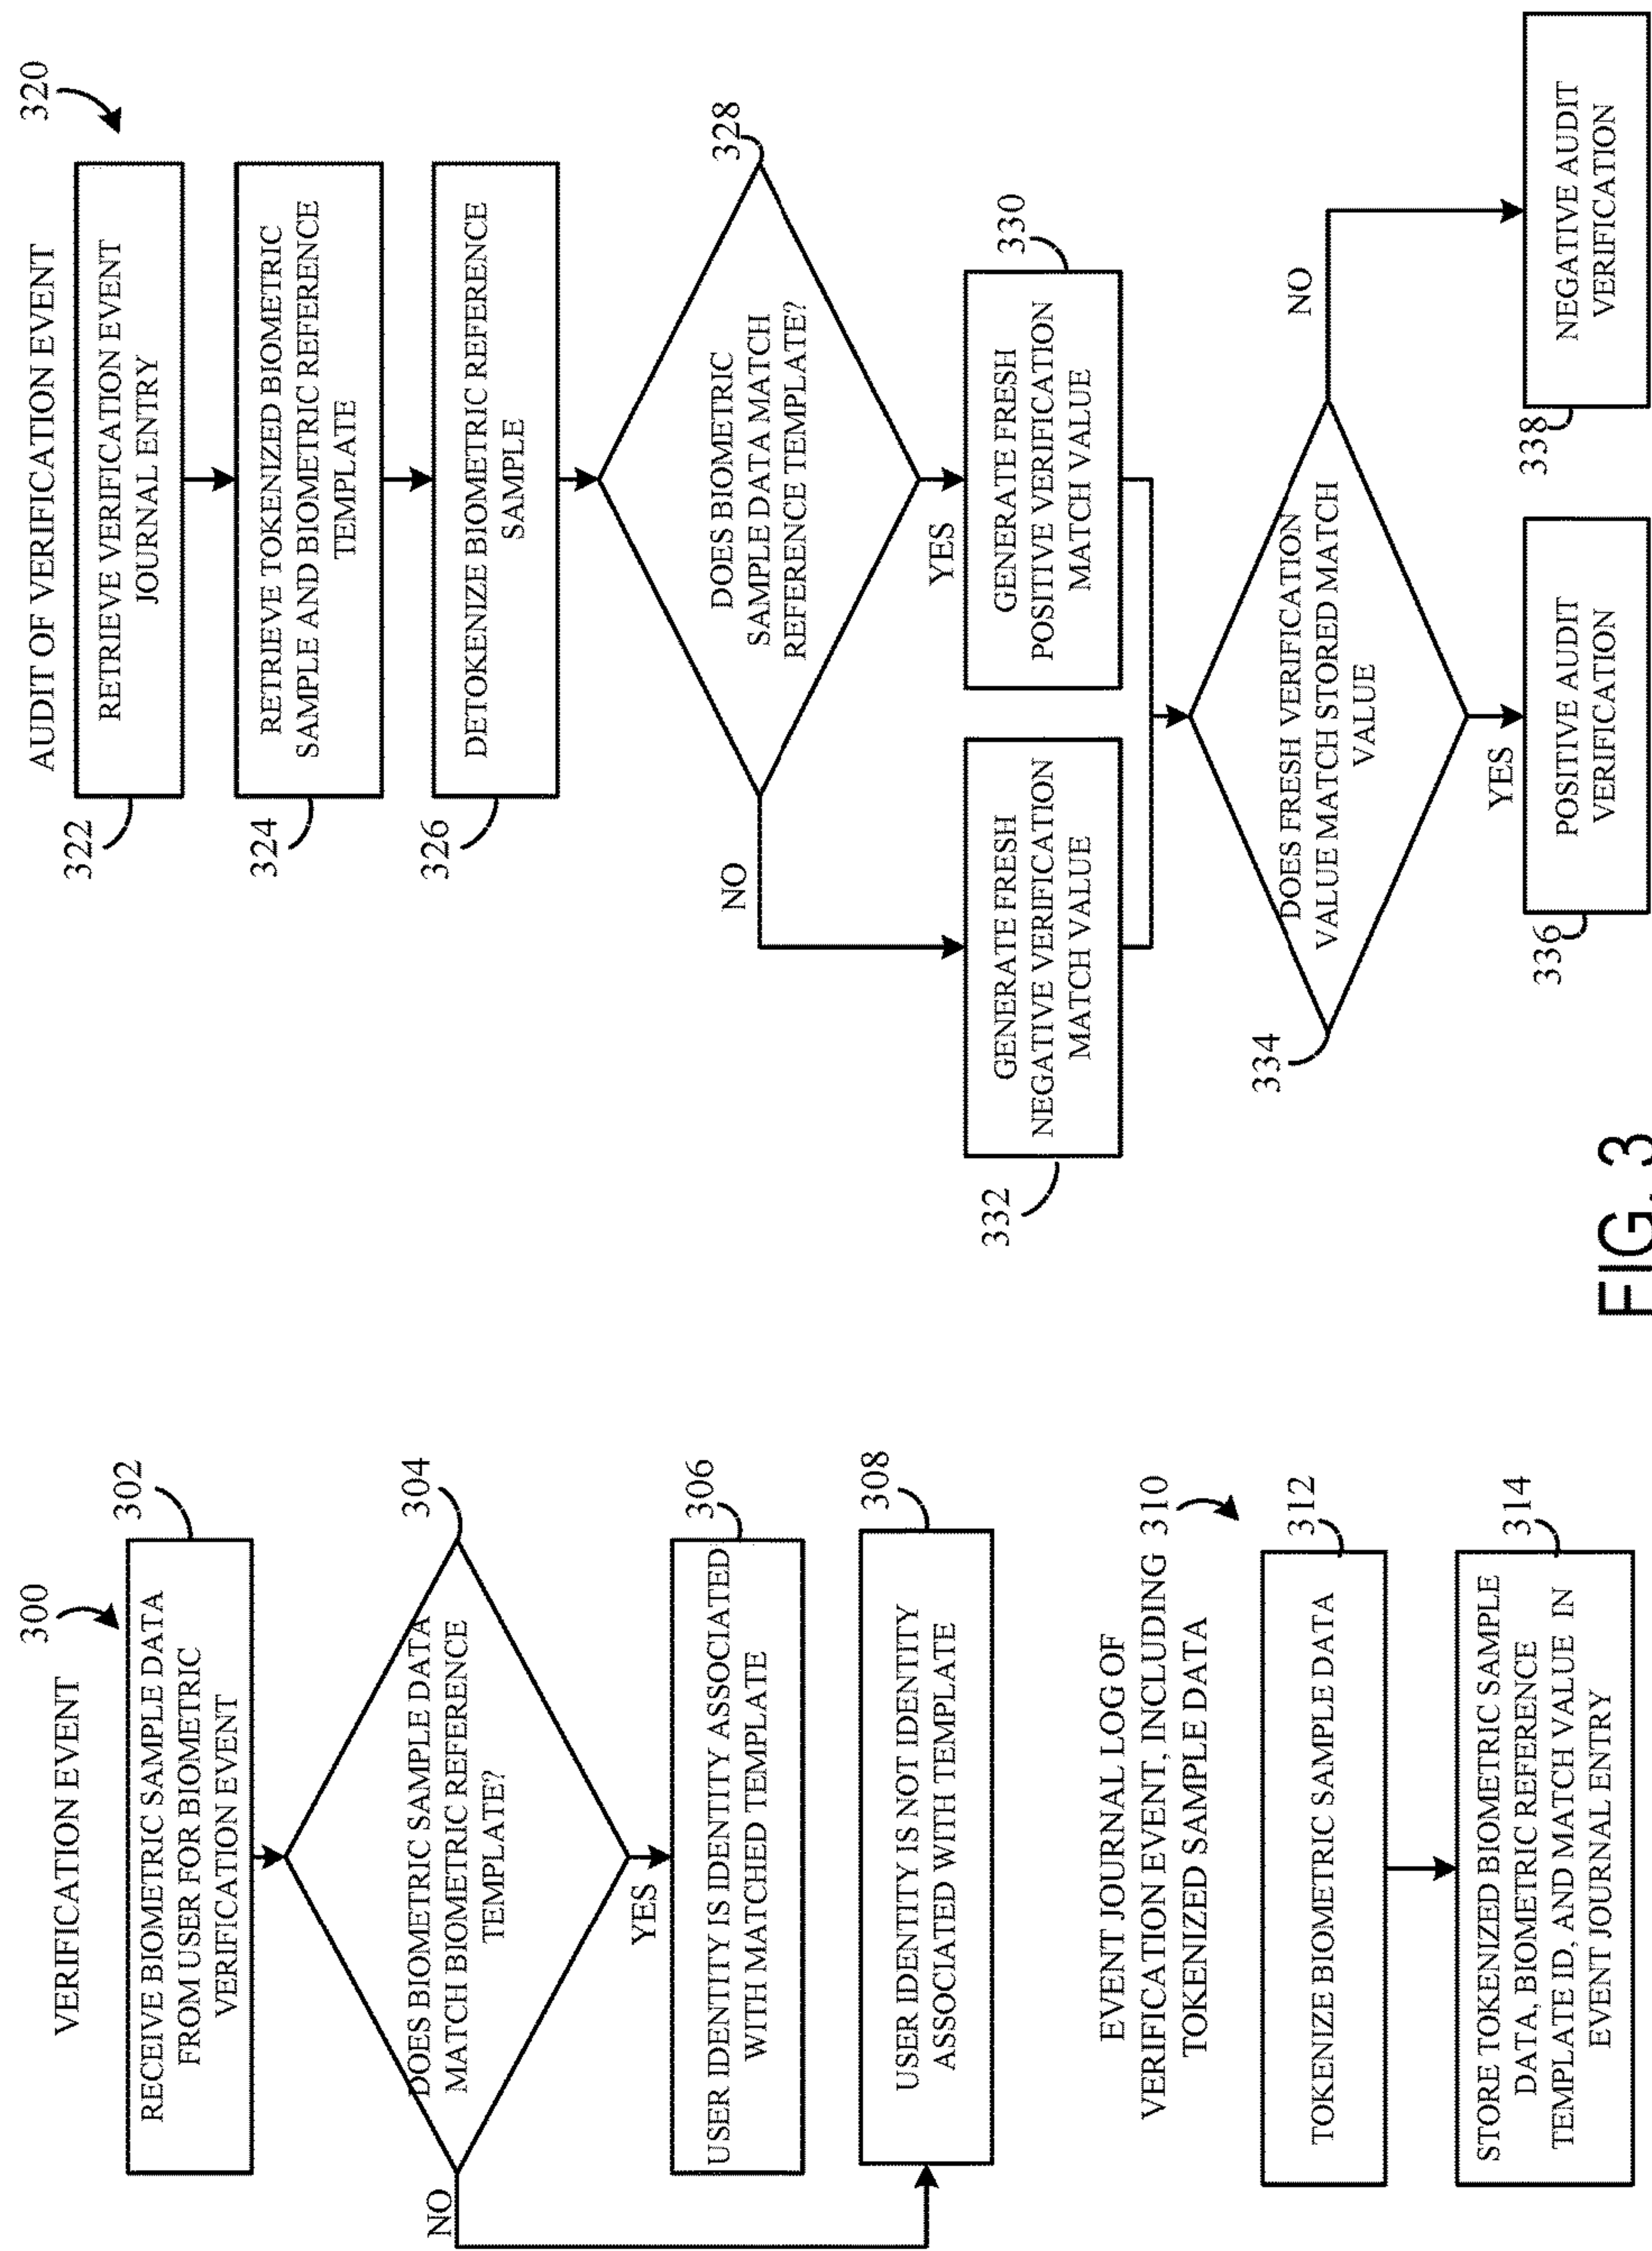 VERIFICATION EVENT
300
RECEIVE BIOMETRIC SAMPLE DATA
FROM USER FOR BIOMETRIC
VERIFICATION EVENT
302
DOES BIOMETRIC SAMPLE DATA
MATCH BIOMETRIC REFERENCE
TEMPLATE?
304
NO
YES
USER IDENTITY IS IDENTITY ASSOCIATED
WITH MATCHED TEMPLATE
306
USER IDENTITY IS NOT IDENTITY
ASSOCIATED WITH TEMPLATE
308
EVENT JOURNAL LOG OF
VERIFICATION EVENT, INCLUDING
TOKENIZED SAMPLE DATA
310
TOKENIZE BIOMETRIC SAMPLE DATA
312
STORE TOKENIZED BIOMETRIC SAMPLE
DATA, BIOMETRIC REFERENCE
TEMPLATE ID, AND MATCH VALUE IN
EVENT JOURNAL ENTRY
314
AUDIT OF VERIFICATION EVENT
320
322
RETRIEVE VERIFICATION EVENT
JOURNAL ENTRY
324
RETRIEVE TOKENIZED BIOMETRIC
SAMPLE AND BIOMETRIC REFERENCE
TEMPLATE
326
DETOKENIZE BIOMETRIC REFERENCE
SAMPLE
DOES BIOMETRIC
SAMPLE DATA MATCH
REFERENCE TEMPLATE?
328
NO
YES
332
GENERATE FRESH
NEGATIVE VERIFICATION
MATCH VALUE
GENERATE FRESH
POSITIVE VERIFICATION
MATCH VALUE
330
334
DOES FRESH VERIFICATION
VALUE MATCH STORED MATCH
VALUE
YES
NO
336
POSITIVE AUDIT
VERIFICATION
338
NEGATIVE AUDIT
VERIFICATION
FIG. 3